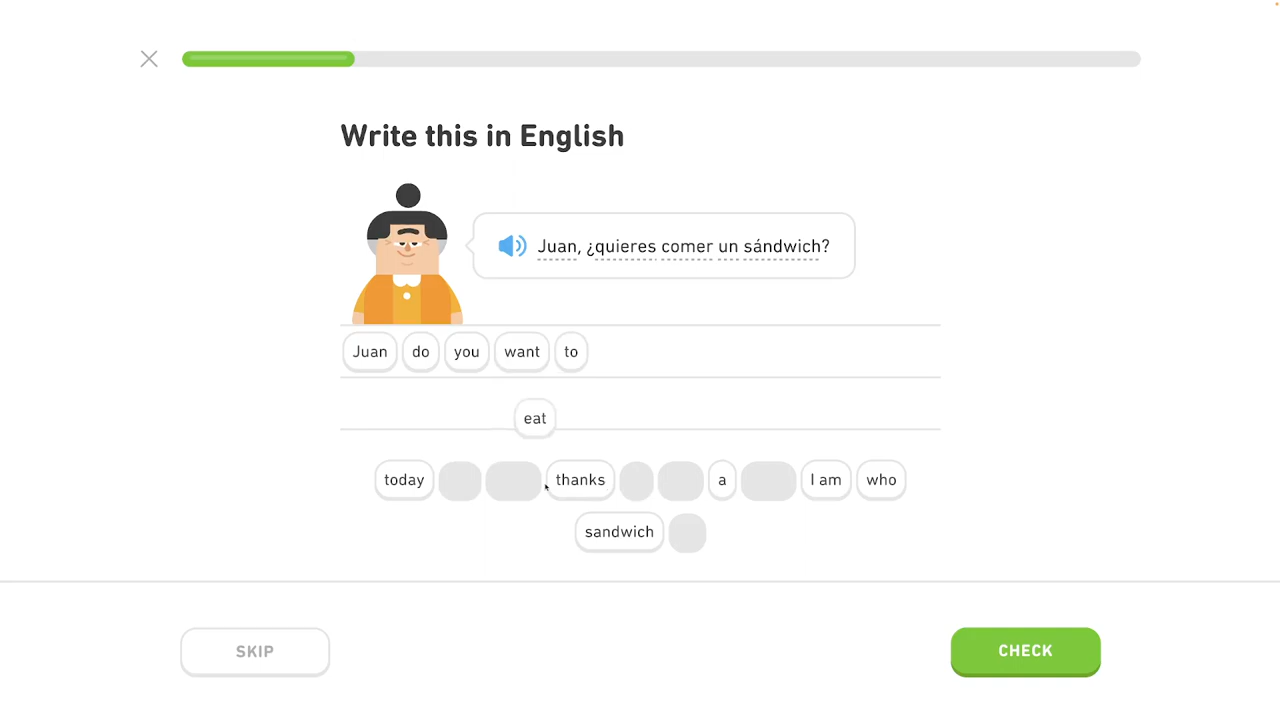 Write this in English
Juan, ¿quieres comer un sándwich?
Juan do you want to
eat
today thanks a I am who
sandwich
SKIP CHECK